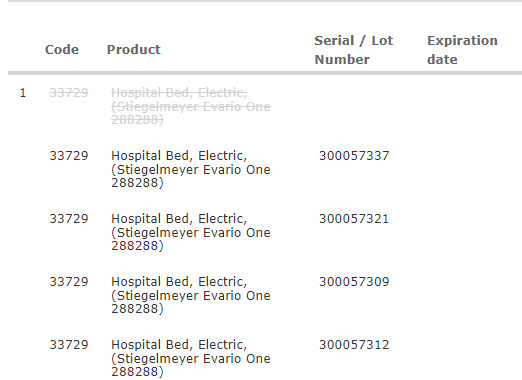 Code Product Serial / Lot Number Expiration date
1 33729 Hospital Bed, Electric,
(Stiegelmeyer Evario One
288288)
33729 Hospital Bed, Electric, 300057337
(Stiegelmeyer Evario One
288288)
33729 Hospital Bed, Electric, 300057321
(Stiegelmeyer Evario One
288288)
33729 Hospital Bed, Electric, 300057309
(Stiegelmeyer Evario One
288288)
33729 Hospital Bed, Electric, 300057312
(Stiegelmeyer Evario One
288288)